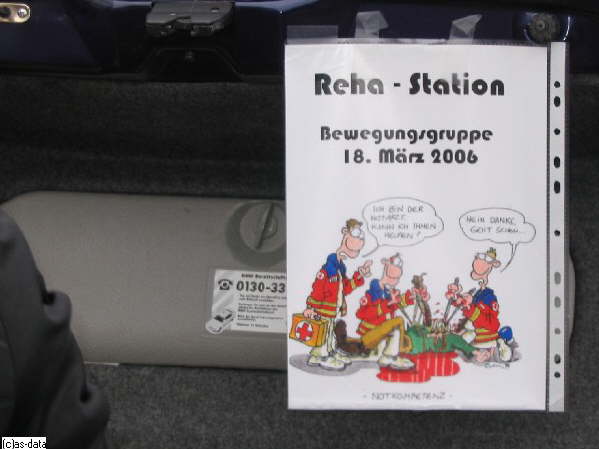 Reha - Station
Bewegungsgruppe
18. März 2006
ICH BIN DER
NOTARZT.
KANN ICH IHNEN
HELFEN?
NEIN DANKE,
GEHT SCHON...
- NOTKOMPETENZ -
0130-33
(c)as-data